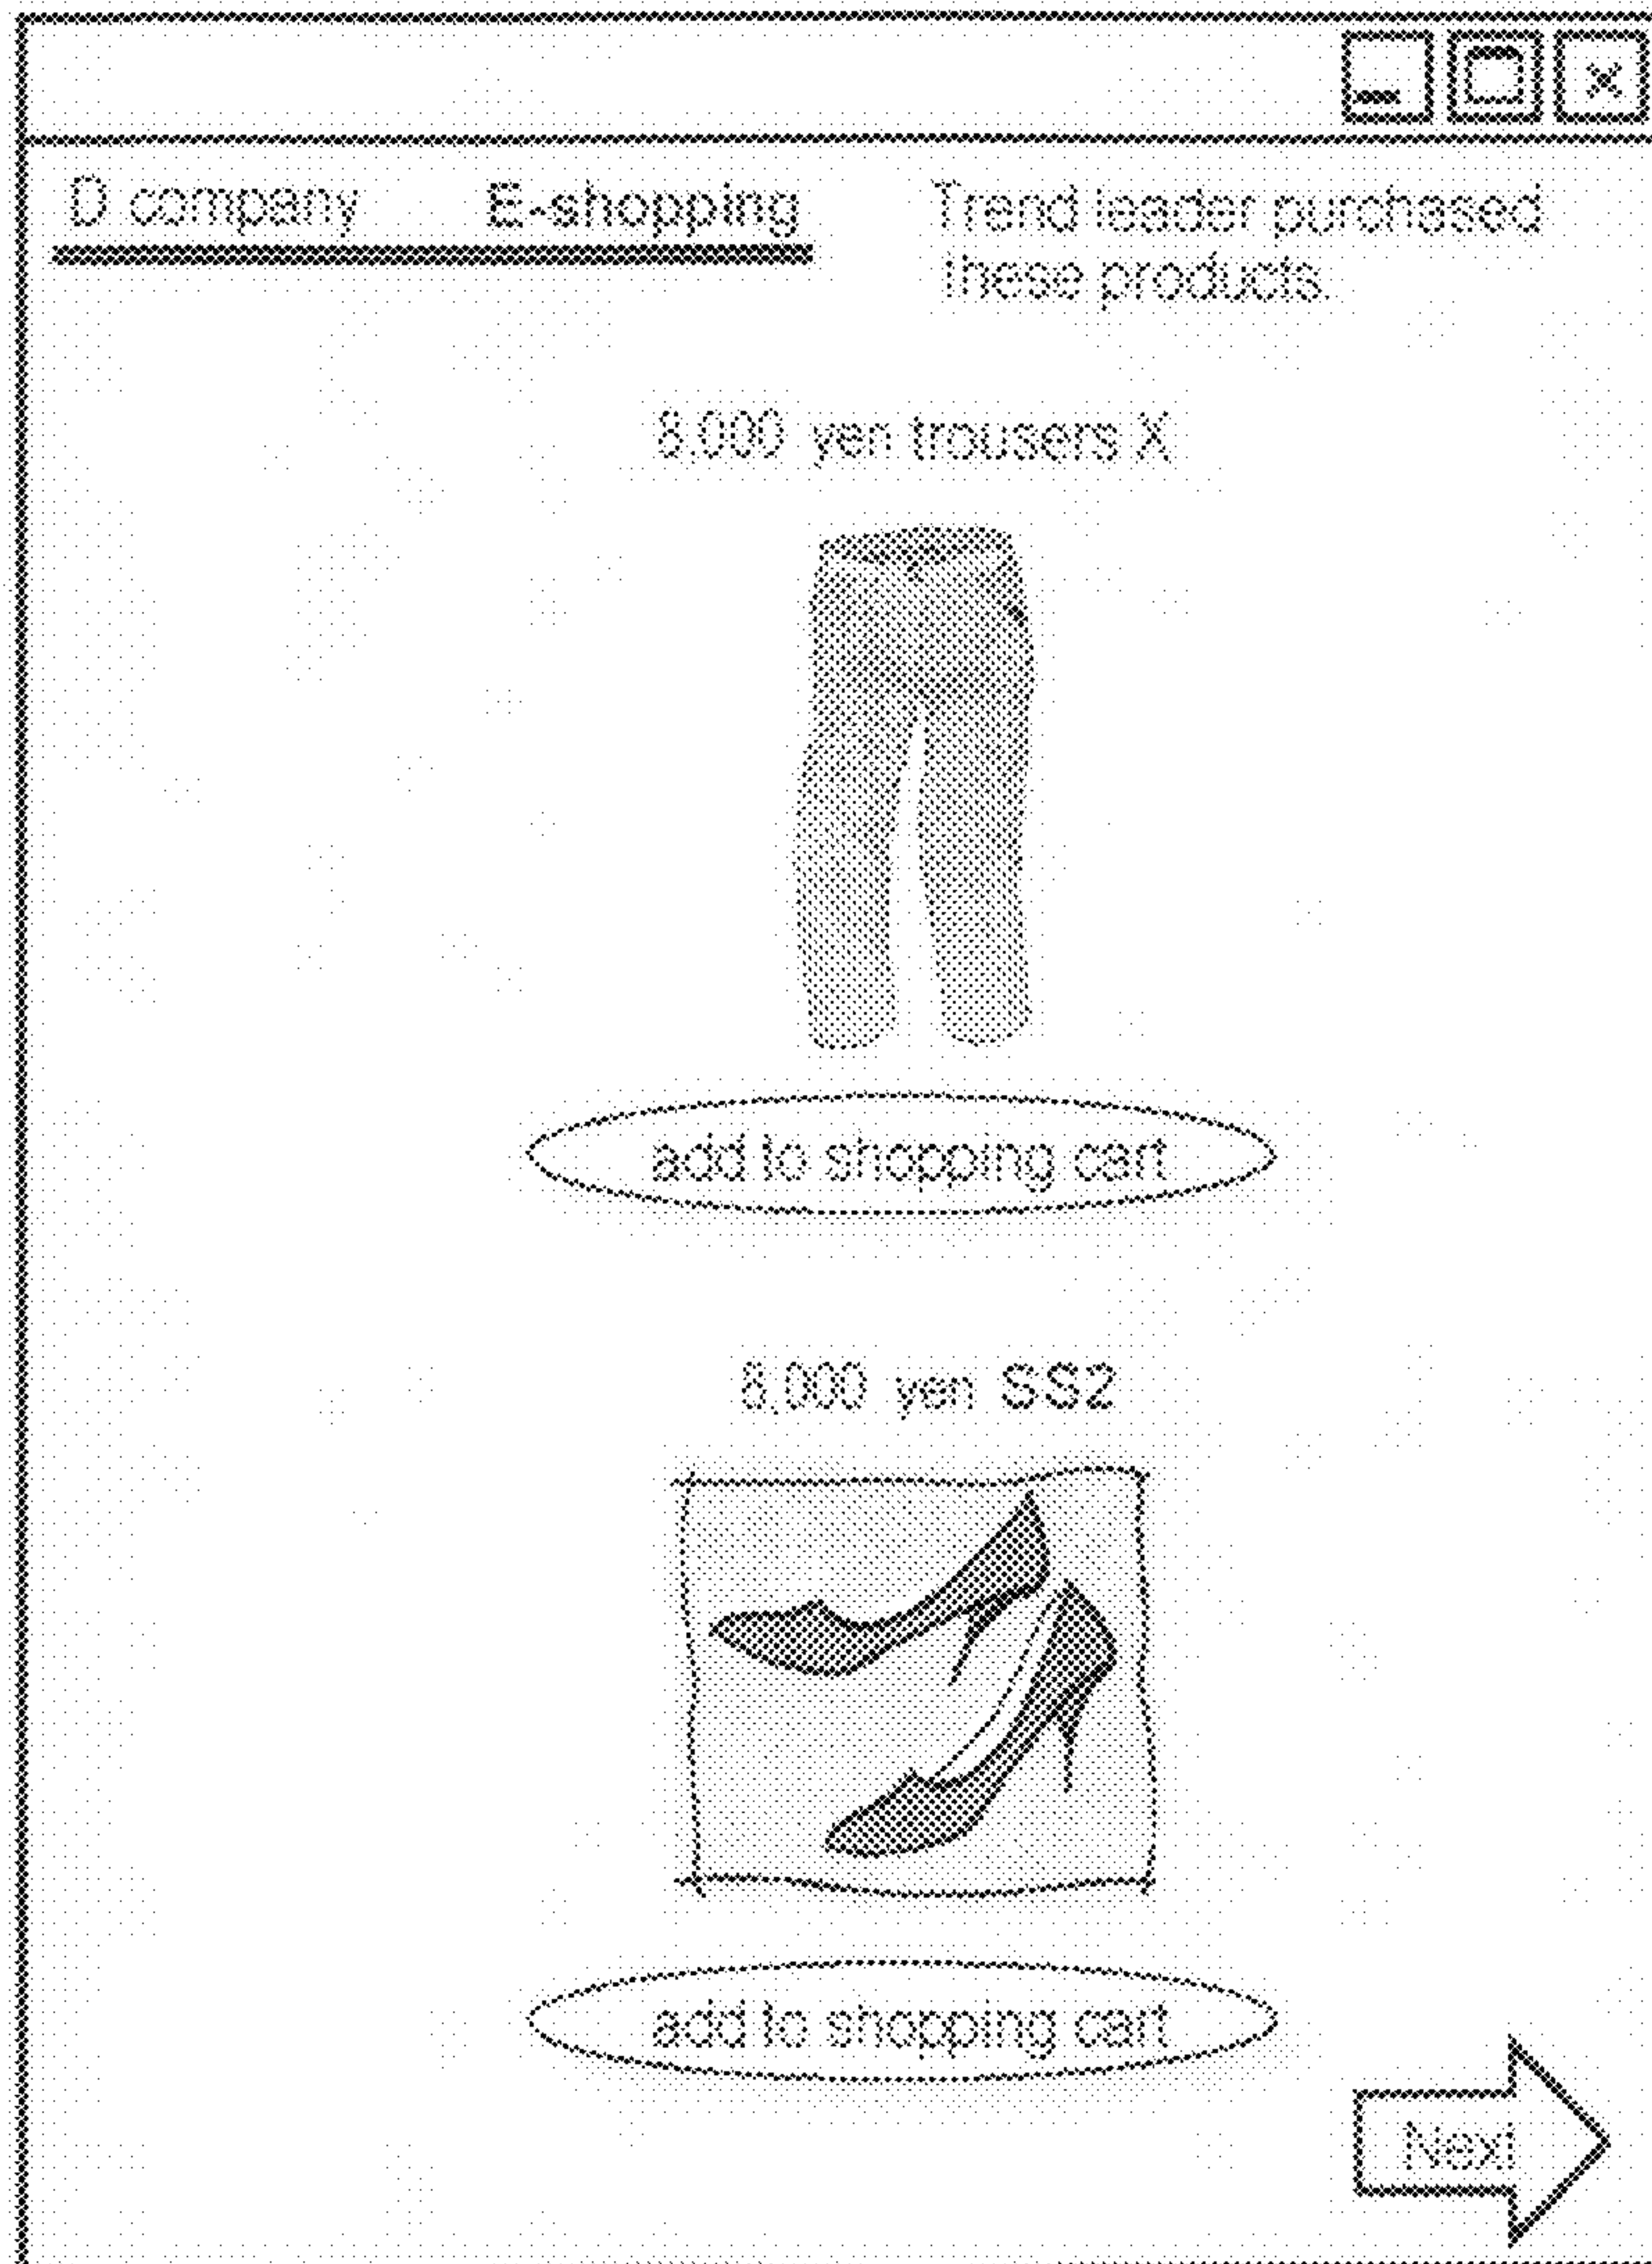 D company E-shopping
Trend leader purchased
these products.
8,000 yen trousers X
add to shopping cart
8,000 yen SS2
add to shopping cart
Next